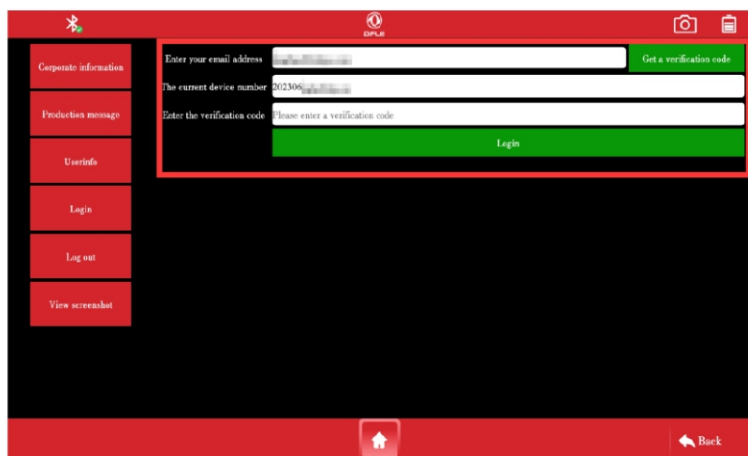 DFLE
Corporate information
Production message
Userinfo
Login
Log out
View screenshot
Enter your email address
Get a verification code
The current device number 202306
Enter the verification code Please enter a verification code
Login
Back